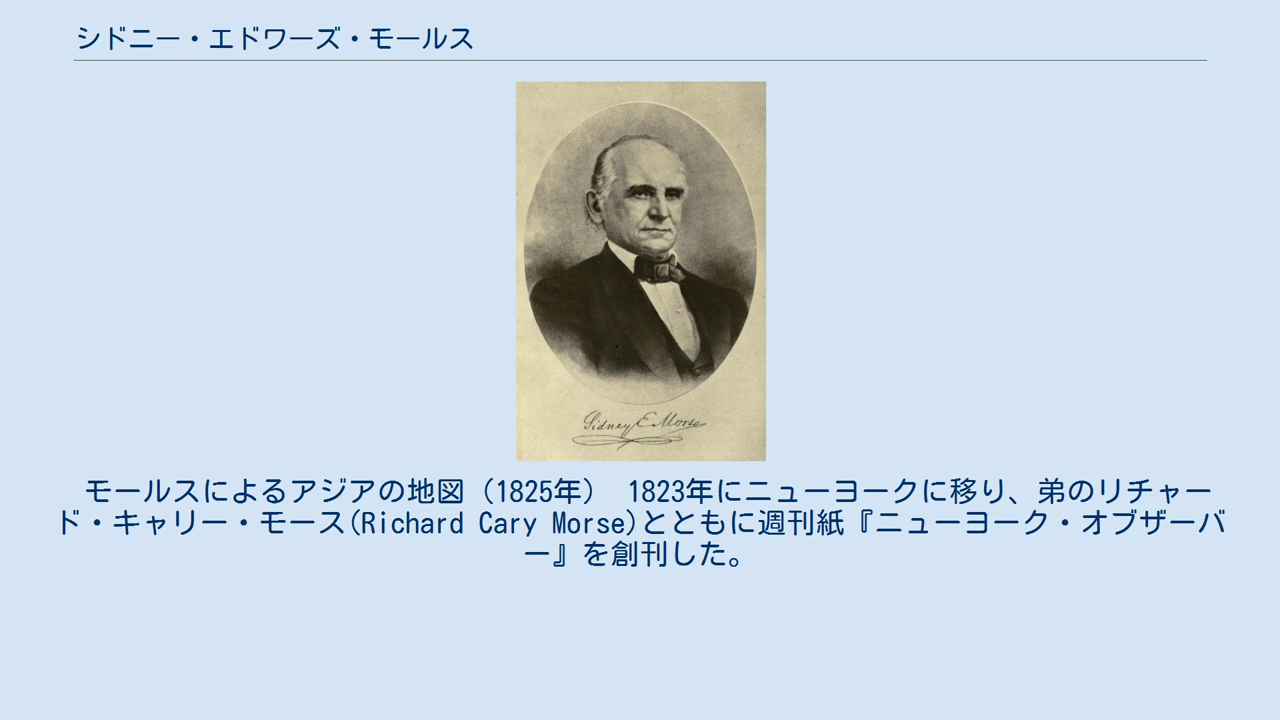 シドニー・エドワーズ・モールス
Sidney E. Morse
モールスによるアジアの地図（1825年） 1823年にニューヨークに移り、弟のリチャー
ド・キャリー・モース(Richard Cary Morse)とともに週刊紙『ニューヨーク・オブザーバ
ー』を創刊した。